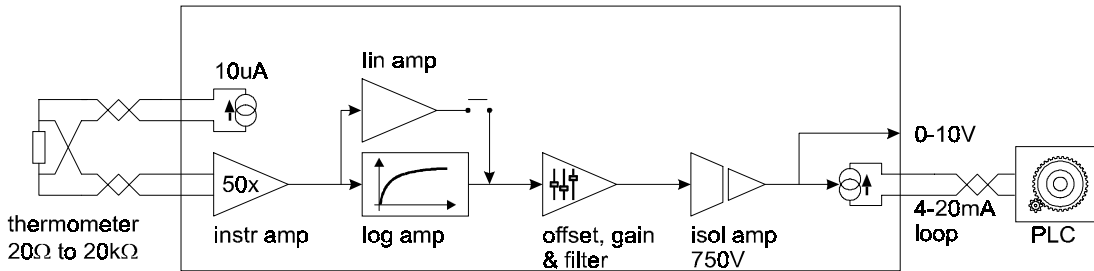 lin amp
10uA
0-10V
50x
thermometer
20Ω to 20kΩ
instr amp
log amp
offset, gain
& filter
isol amp
750V
4-20mA
loop
PLC